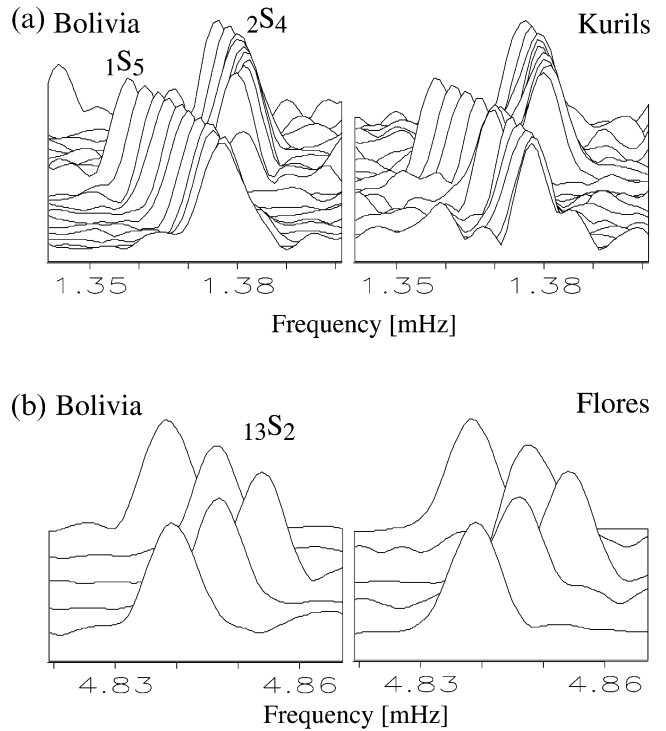 (a) Bolivia ₂S₄ Kurils
₁S₅
1.35 1.38 1.35 1.38
Frequency [mHz]
(b) Bolivia Flores
₁₃S₂
4.83 4.86 4.83 4.86
Frequency [mHz]